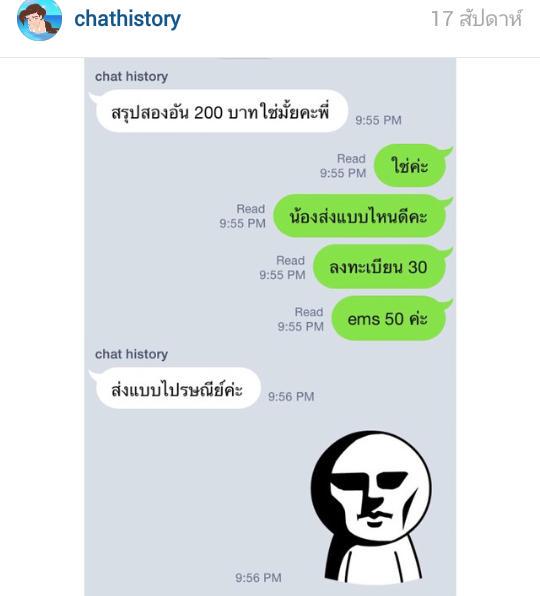 chathistory
17 สัปดาห์
chat history
สรุปสองอัน 200 บาทใช่มั้ยคะพี่
9:55 PM
Read
9:55 PM
ใช่ค่ะ
Read
9:55 PM
น้องส่งแบบไหนดีคะ
Read
9:55 PM
ลงทะเบียน 30
Read
9:55 PM
ems 50 ค่ะ
chat history
ส่งแบบไปรษณีย์ค่ะ
9:56 PM
9:56 PM